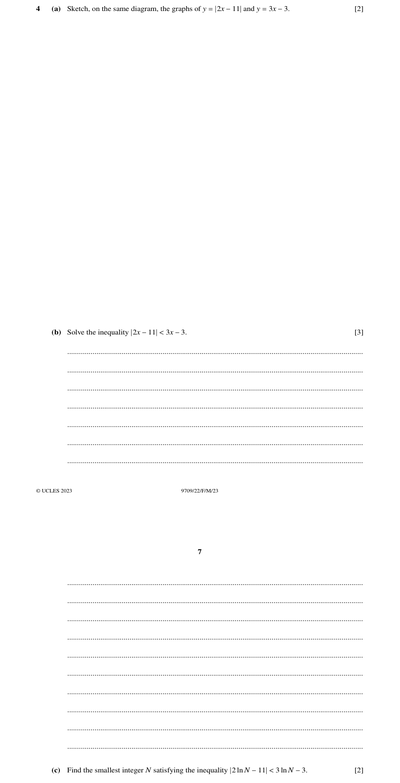 4 (a) Sketch, on the same diagram, the graphs of y = |2x − 11| and y = 3x − 3. [2]
(b) Solve the inequality |2x − 11| < 3x − 3. [3]
© UCLES 2023 9709/22/F/M/23
7
(c) Find the smallest integer N satisfying the inequality |2 ln N − 11| < 3 ln N − 3. [2]